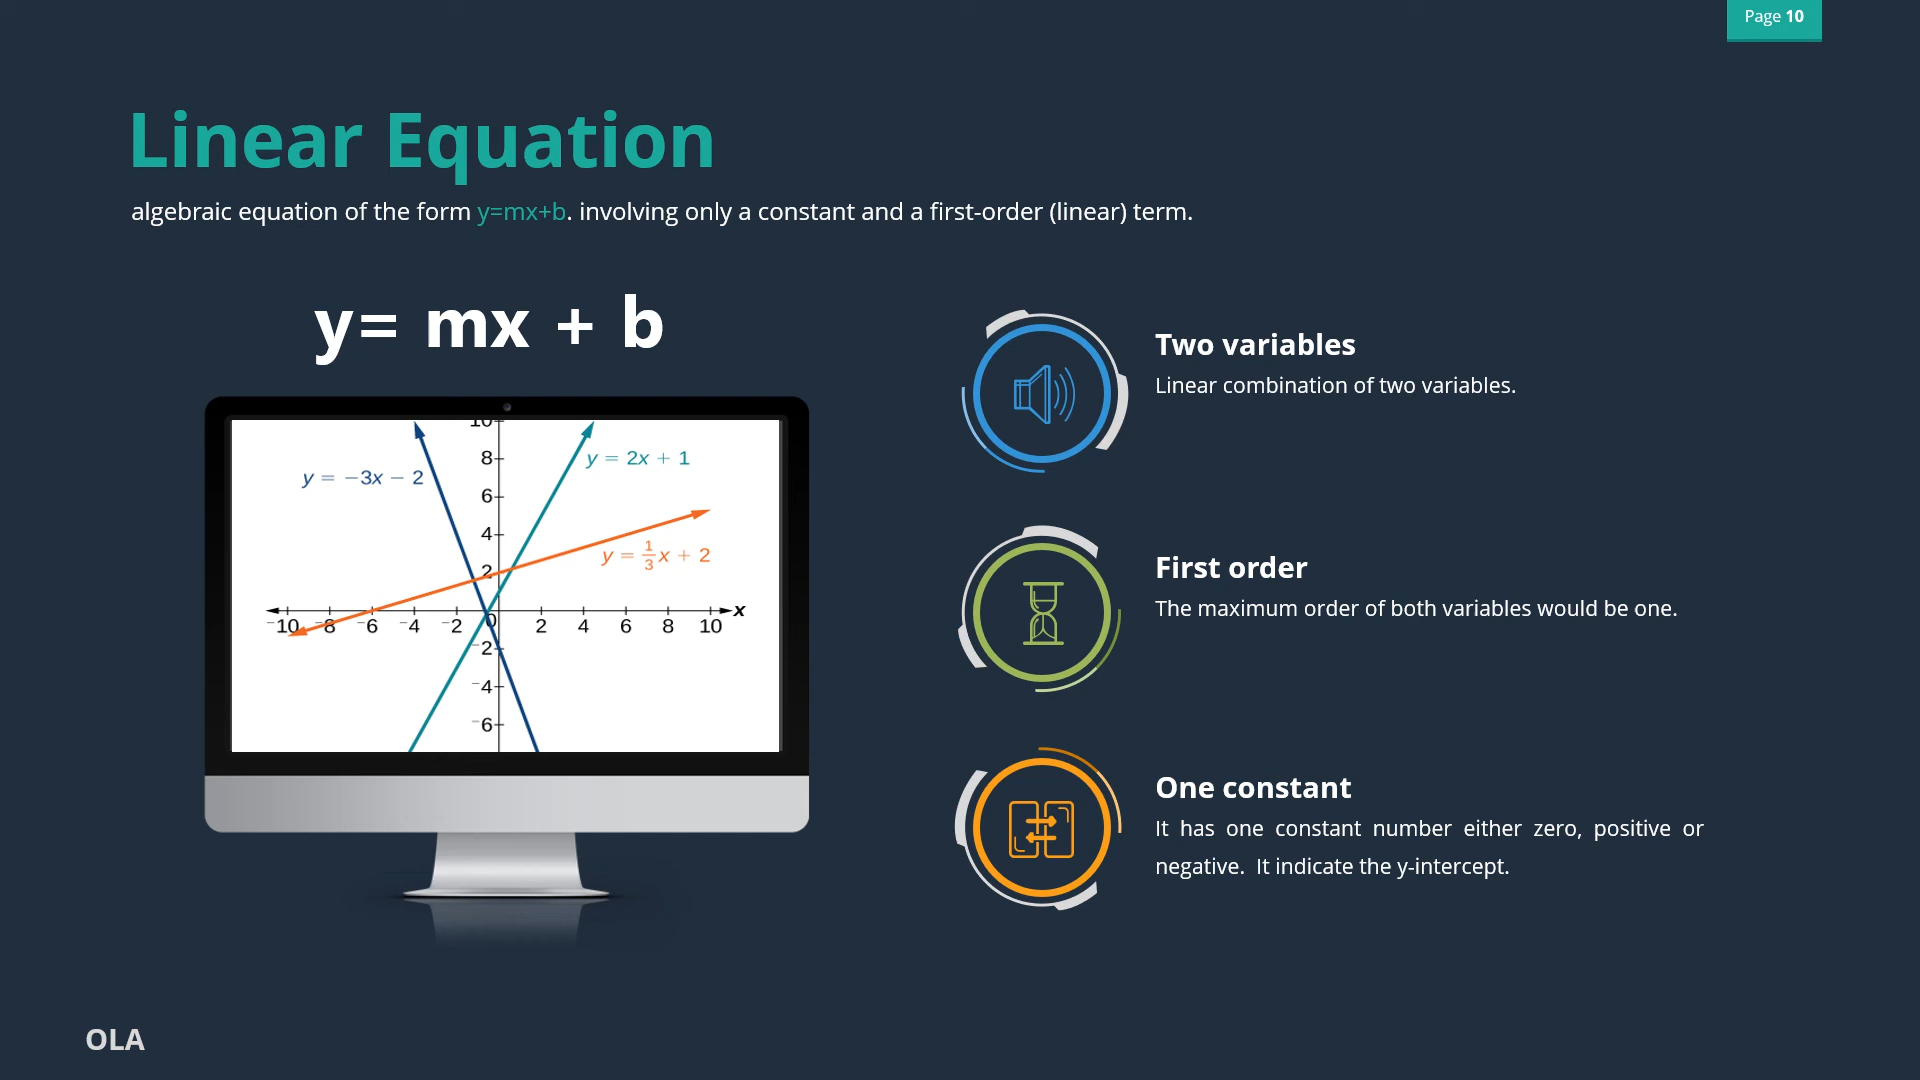 Page 10
Linear Equation
algebraic equation of the form y=mx+b. involving only a constant and a first-order (linear) term.
y= mx + b
Two variables
Linear combination of two variables.
10
8
6
4
2
0
−2
−4
−6
y = −3x − 2
y = 2x + 1
y = 1/3 x + 2
x
−10 −8 −6 −4 −2 2 4 6 8 10
First order
The maximum order of both variables would be one.
One constant
It has one constant number either zero, positive or
negative. It indicate the y-intercept.
OLA